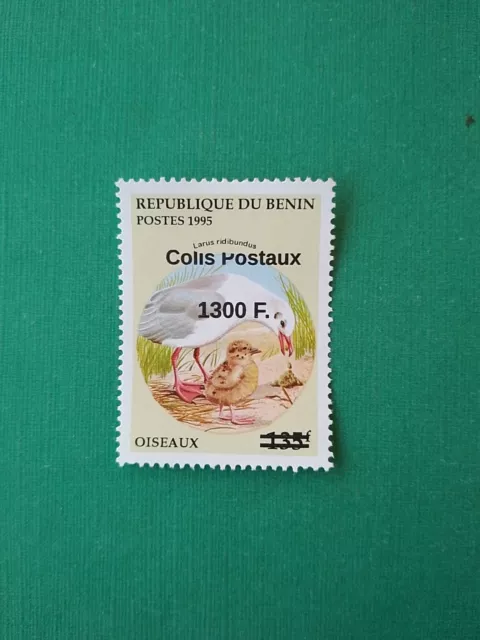 REPUBLIQUE DU BENIN
POSTES 1995
Larus ridibundus
Colis Postaux
1300 F.
OISEAUX
135f